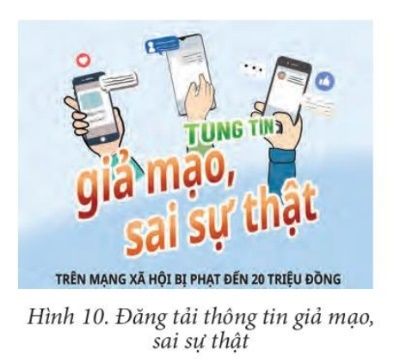 TUNG TIN
giả mạo,
sai sự thật
TRÊN MẠNG XÃ HỘI BỊ PHẠT ĐẾN 20 TRIỆU ĐỒNG
Hình 10. Đăng tải thông tin giả mạo,
sai sự thật